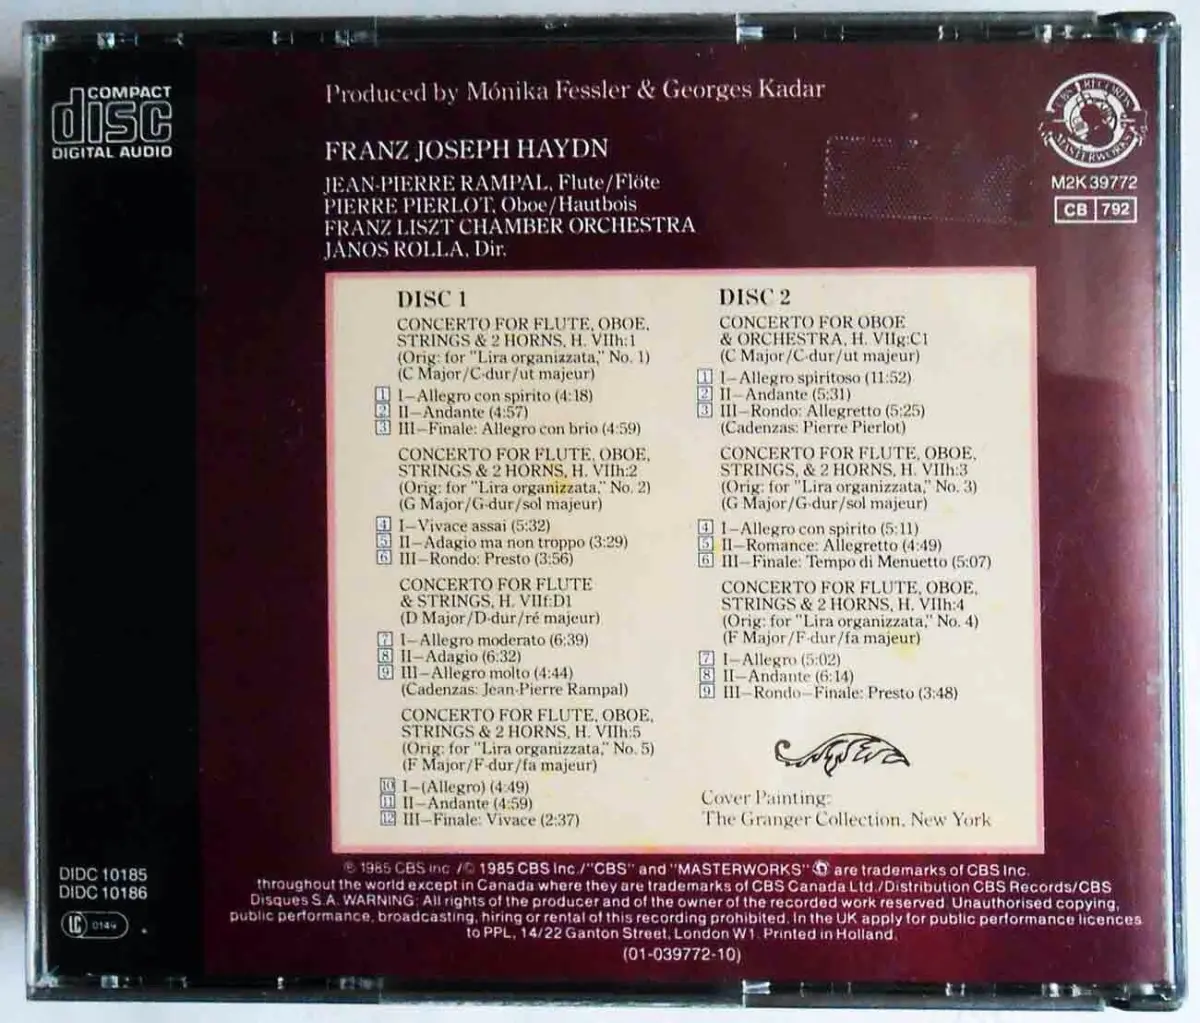 COMPACT
disc
DIGITAL AUDIO
Produced by Mónika Fessler & Georges Kadar
CBS RECORDS
MASTERWORKS
M2K 39772
CB 792
FRANZ JOSEPH HAYDN
JEAN-PIERRE RAMPAL, Flute/Flöte
PIERRE PIERLOT, Oboe/Hautbois
FRANZ LISZT CHAMBER ORCHESTRA
JÁNOS ROLLA, Dir.
DISC 1
CONCERTO FOR FLUTE, OBOE,
STRINGS & 2 HORNS, H. VIIh:1
(Orig: for "Lira organizzata," No. 1)
(C Major/C-dur/ut majeur)
1 I–Allegro con spirito (4:18)
2 II–Andante (4:57)
3 III–Finale: Allegro con brio (4:59)
CONCERTO FOR FLUTE, OBOE,
STRINGS & 2 HORNS, H. VIIh:2
(Orig: for "Lira organizzata," No. 2)
(G Major/G-dur/sol majeur)
4 I–Vivace assai (5:32)
5 II–Adagio ma non troppo (3:29)
6 III–Rondo: Presto (3:56)
CONCERTO FOR FLUTE
& STRINGS, H. VIIf:D1
(D Major/D-dur/ré majeur)
7 I–Allegro moderato (6:39)
8 II–Adagio (6:32)
9 III–Allegro molto (4:44)
(Cadenzas: Jean-Pierre Rampal)
CONCERTO FOR FLUTE, OBOE,
STRINGS & 2 HORNS, H. VIIh:5
(Orig: for "Lira organizzata," No. 5)
(F Major/F-dur/fa majeur)
10 I–(Allegro) (4:49)
11 II–Andante (4:59)
12 III–Finale: Vivace (2:37)
DISC 2
CONCERTO FOR OBOE
& ORCHESTRA, H. VIIg:C1
(C Major/C-dur/ut majeur)
1 I–Allegro spiritoso (11:52)
2 II–Andante (5:31)
3 III–Rondo: Allegretto (5:25)
(Cadenzas: Pierre Pierlot)
CONCERTO FOR FLUTE, OBOE,
STRINGS, & 2 HORNS, H. VIIh:3
(Orig: for "Lira organizzata," No. 3)
(G Major/G-dur/sol majeur)
4 I–Allegro con spirito (5:11)
5 II–Romance: Allegretto (4:49)
6 III–Finale: Tempo di Menuetto (5:07)
CONCERTO FOR FLUTE, OBOE,
STRINGS & 2 HORNS, H. VIIh:4
(Orig: for "Lira organizzata," No. 4)
(F Major/F-dur/fa majeur)
7 I–Allegro (5:02)
8 II–Andante (6:14)
9 III–Rondo–Finale: Presto (3:48)
Cover Painting:
The Granger Collection, New York
DIDC 10185
DIDC 10186
LC 0149
℗ 1985 CBS Inc./© 1985 CBS Inc./"CBS" and "MASTERWORKS" are trademarks of CBS Inc.
throughout the world except in Canada where they are trademarks of CBS Canada Ltd./Distribution CBS Records/CBS
Disques S.A. WARNING: All rights of the producer and of the owner of the recorded work reserved. Unauthorised copying,
public performance, broadcasting, hiring or rental of this recording prohibited. In the UK apply for public performance licences
to PPL, 14/22 Ganton Street, London W1. Printed in Holland.
(01-039772-10)